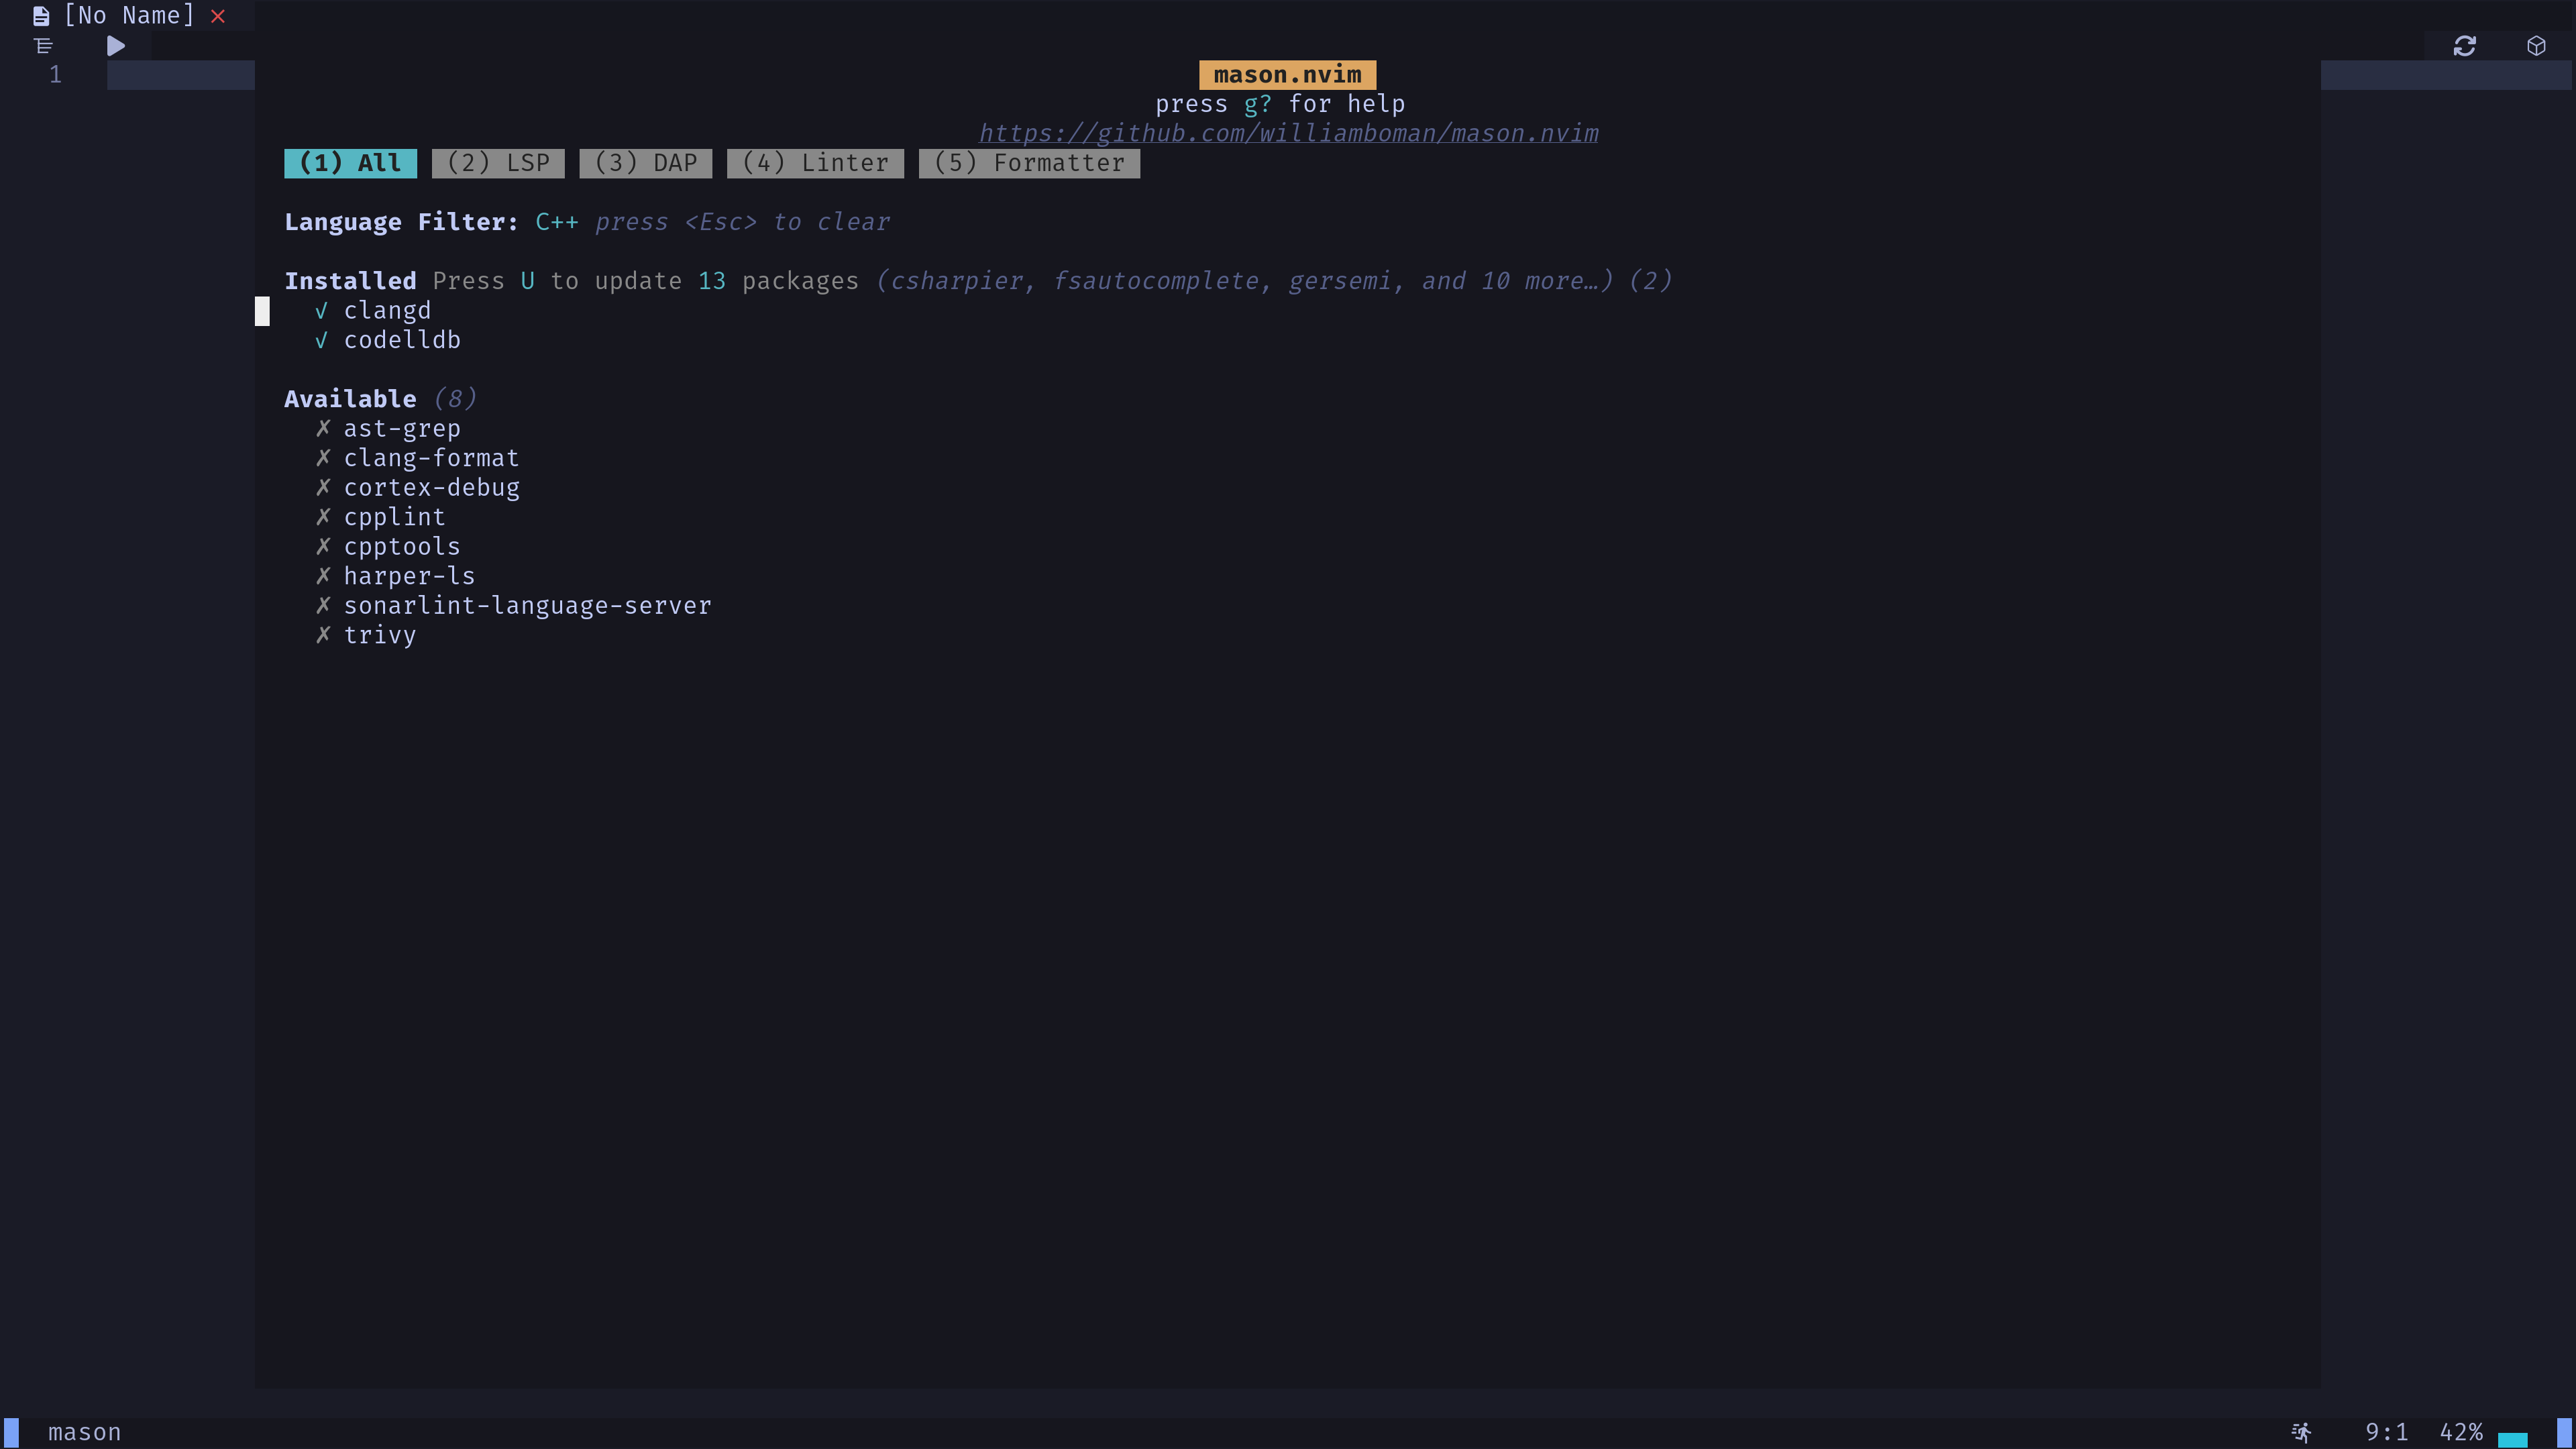 [No Name]
1
mason.nvim
press g? for help
https://github.com/williamboman/mason.nvim
(1) All (2) LSP (3) DAP (4) Linter (5) Formatter
Language Filter: C++ press <Esc> to clear
Installed Press U to update 13 packages (csharpier, fsautocomplete, gersemi, and 10 more…) (2)
√ clangd
√ codelldb
Available (8)
✗ ast-grep
✗ clang-format
✗ cortex-debug
✗ cpplint
✗ cpptools
✗ harper-ls
✗ sonarlint-language-server
✗ trivy
mason 9:1 42%